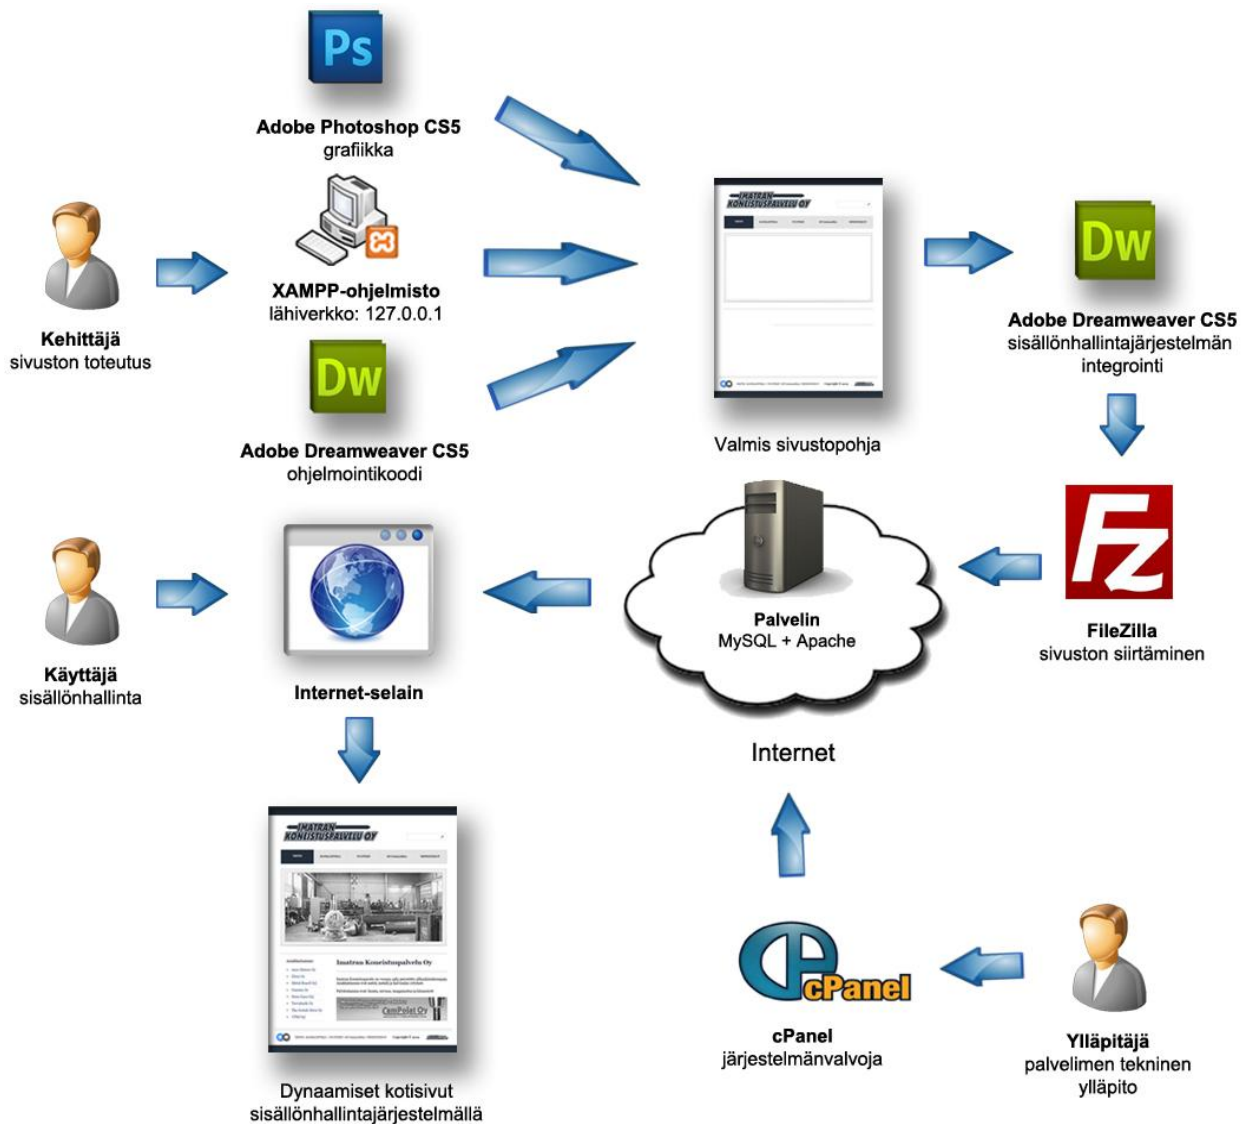 Ps
Adobe Photoshop CS5
grafiikka
XAMPP-ohjelmisto
lähiverkko: 127.0.0.1
Kehittäjä
sivuston toteutus
Dw
Adobe Dreamweaver CS5
ohjelmointikoodi
IMATRAN
KONEISTUSPALVELU OY
Valmis sivustopohja
Dw
Adobe Dreamweaver CS5
sisällönhallintajärjestelmän
integrointi
Fz
FileZilla
sivuston siirtäminen
Palvelin
MySQL + Apache
Internet
Internet-selain
Käyttäjä
sisällönhallinta
IMATRAN
KONEISTUSPALVELU OY
Imatran Koneistuspalvelu Oy
CamPolat Oy
Dynaamiset kotisivut
sisällönhallintajärjestelmällä
cPanel
cPanel
järjestelmänvalvoja
Ylläpitäjä
palvelimen tekninen
ylläpito